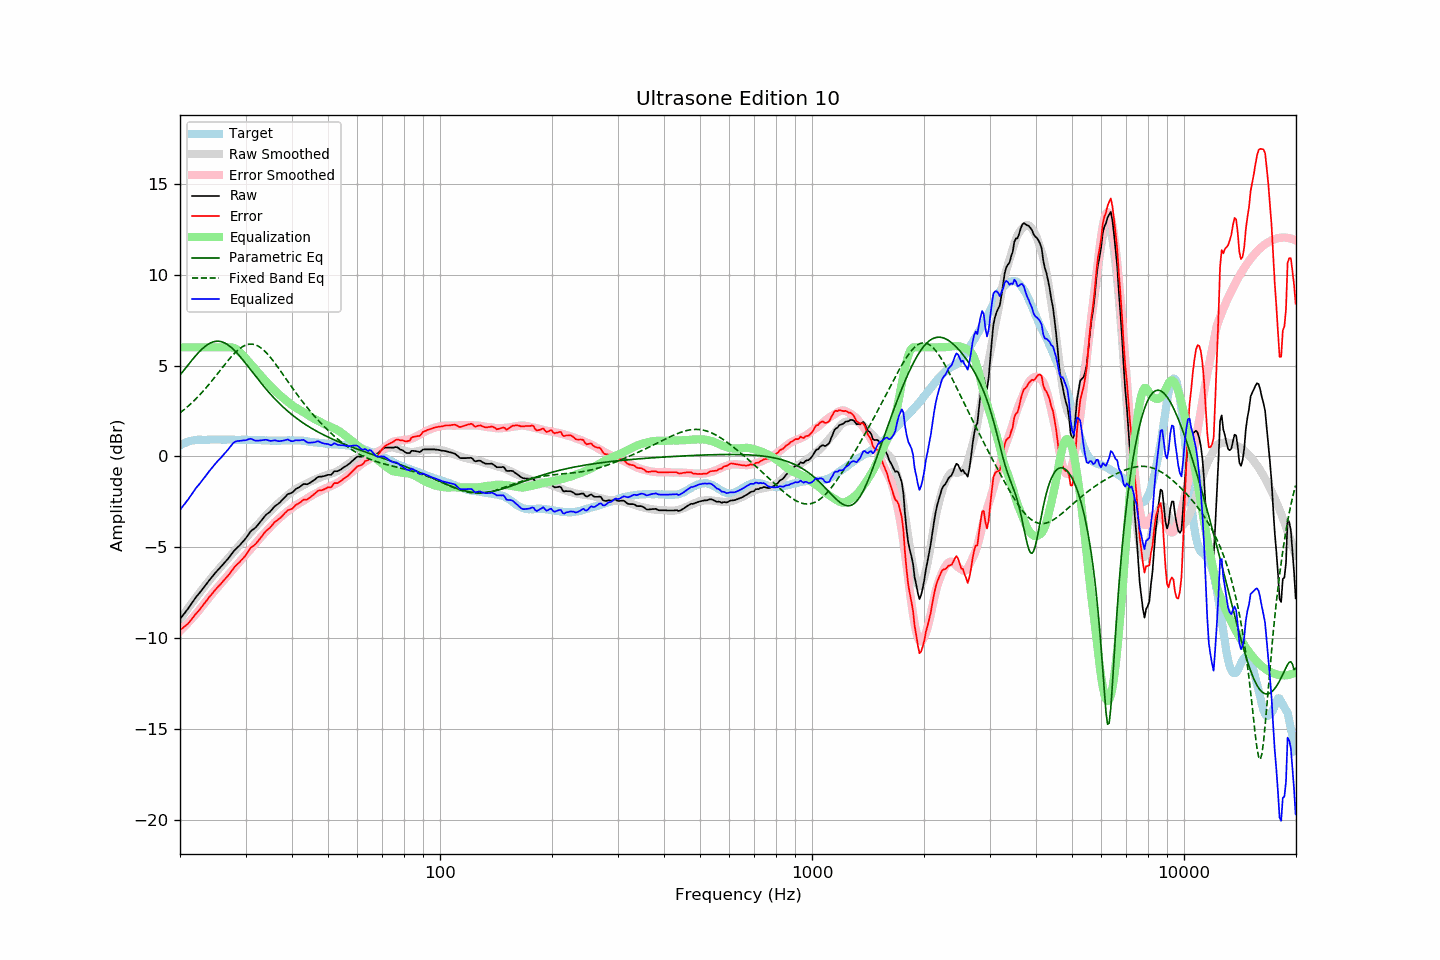 Ultrasone Edition 10
Target
Raw Smoothed
Error Smoothed
Raw
Error
Equalization
Parametric Eq
Fixed Band Eq
Equalized
15
10
5
0
−5
−10
−15
−20
Amplitude (dBr)
100
1000
10000
Frequency (Hz)